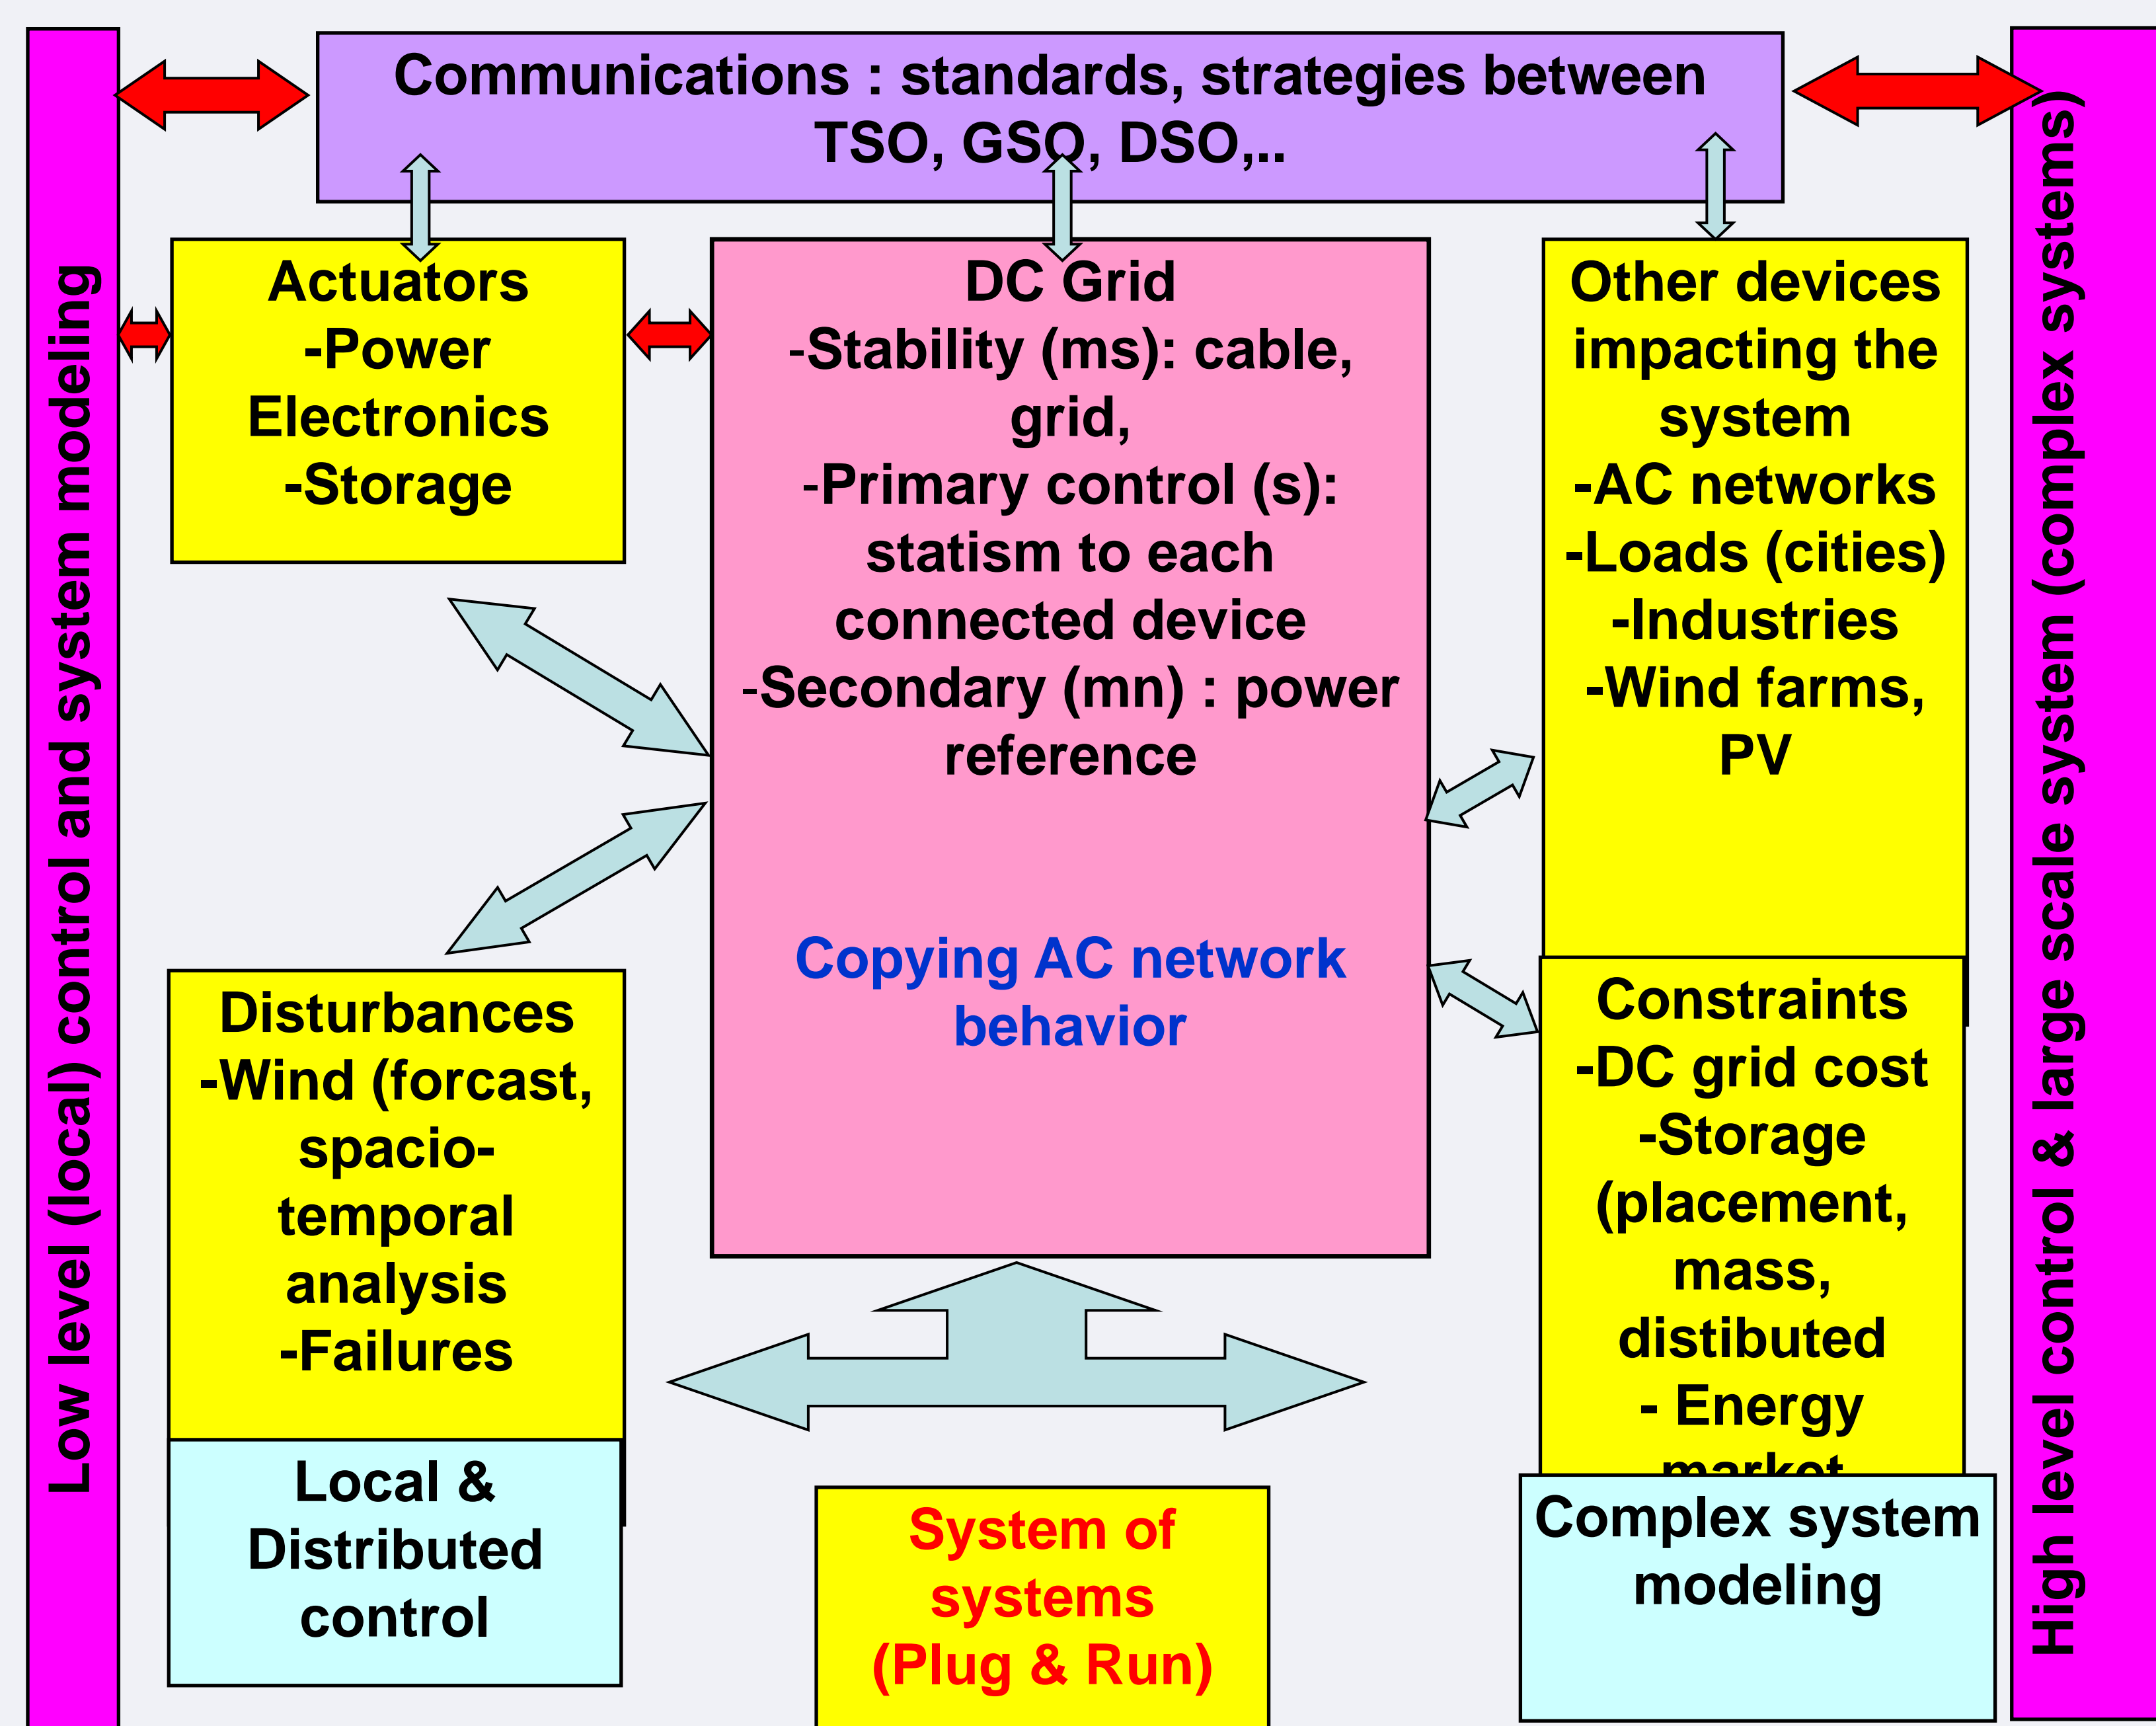 Low level (local) control and system modeling
Communications : standards, strategies between
TSO, GSO, DSO,..
Actuators
-Power
Electronics
-Storage
DC Grid
-Stability (ms): cable,
grid,
-Primary control (s):
statism to each
connected device
-Secondary (mn) : power
reference
Copying AC network
behavior
Other devices
impacting the
system
-AC networks
-Loads (cities)
-Industries
-Wind farms,
PV
Disturbances
-Wind (forcast,
spacio-
temporal
analysis
-Failures
Constraints
-DC grid cost
-Storage
(placement,
mass,
distibuted
- Energy
market
Local &
Distributed
control
System of
systems
(Plug & Run)
Complex system
modeling
High level control & large scale system (complex systems)